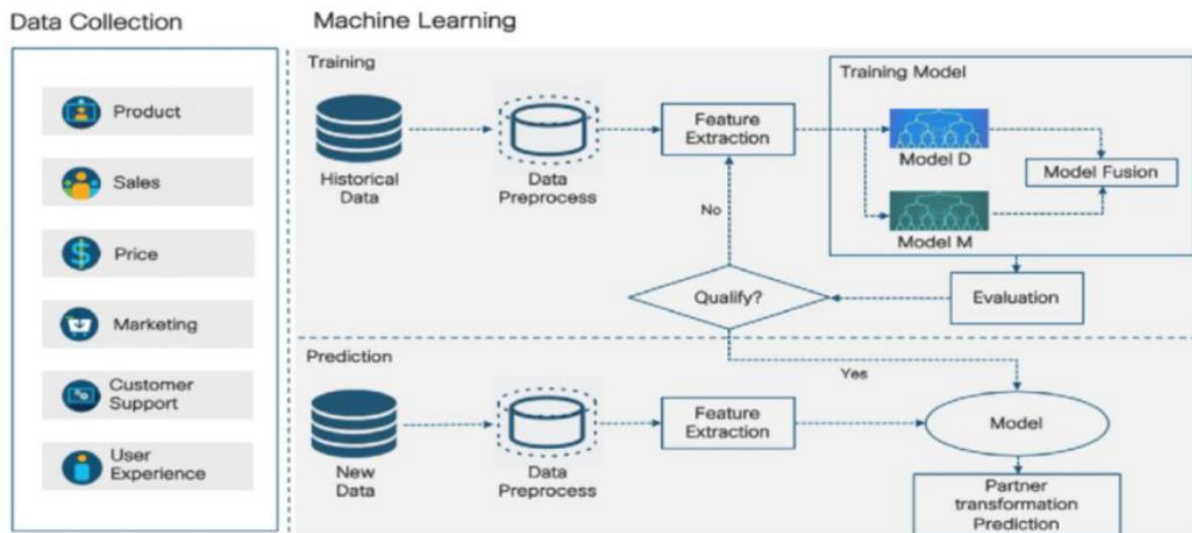 Data Collection
Machine Learning
Product
Sales
Price
Marketing
Customer
Support
User
Experience
Training
Historical
Data
Data
Preprocess
Feature
Extraction
Training Model
Model D
Model M
Model Fusion
No
Qualify?
Evaluation
Prediction
Yes
New
Data
Data
Preprocess
Feature
Extraction
Model
Partner
transformation
Prediction